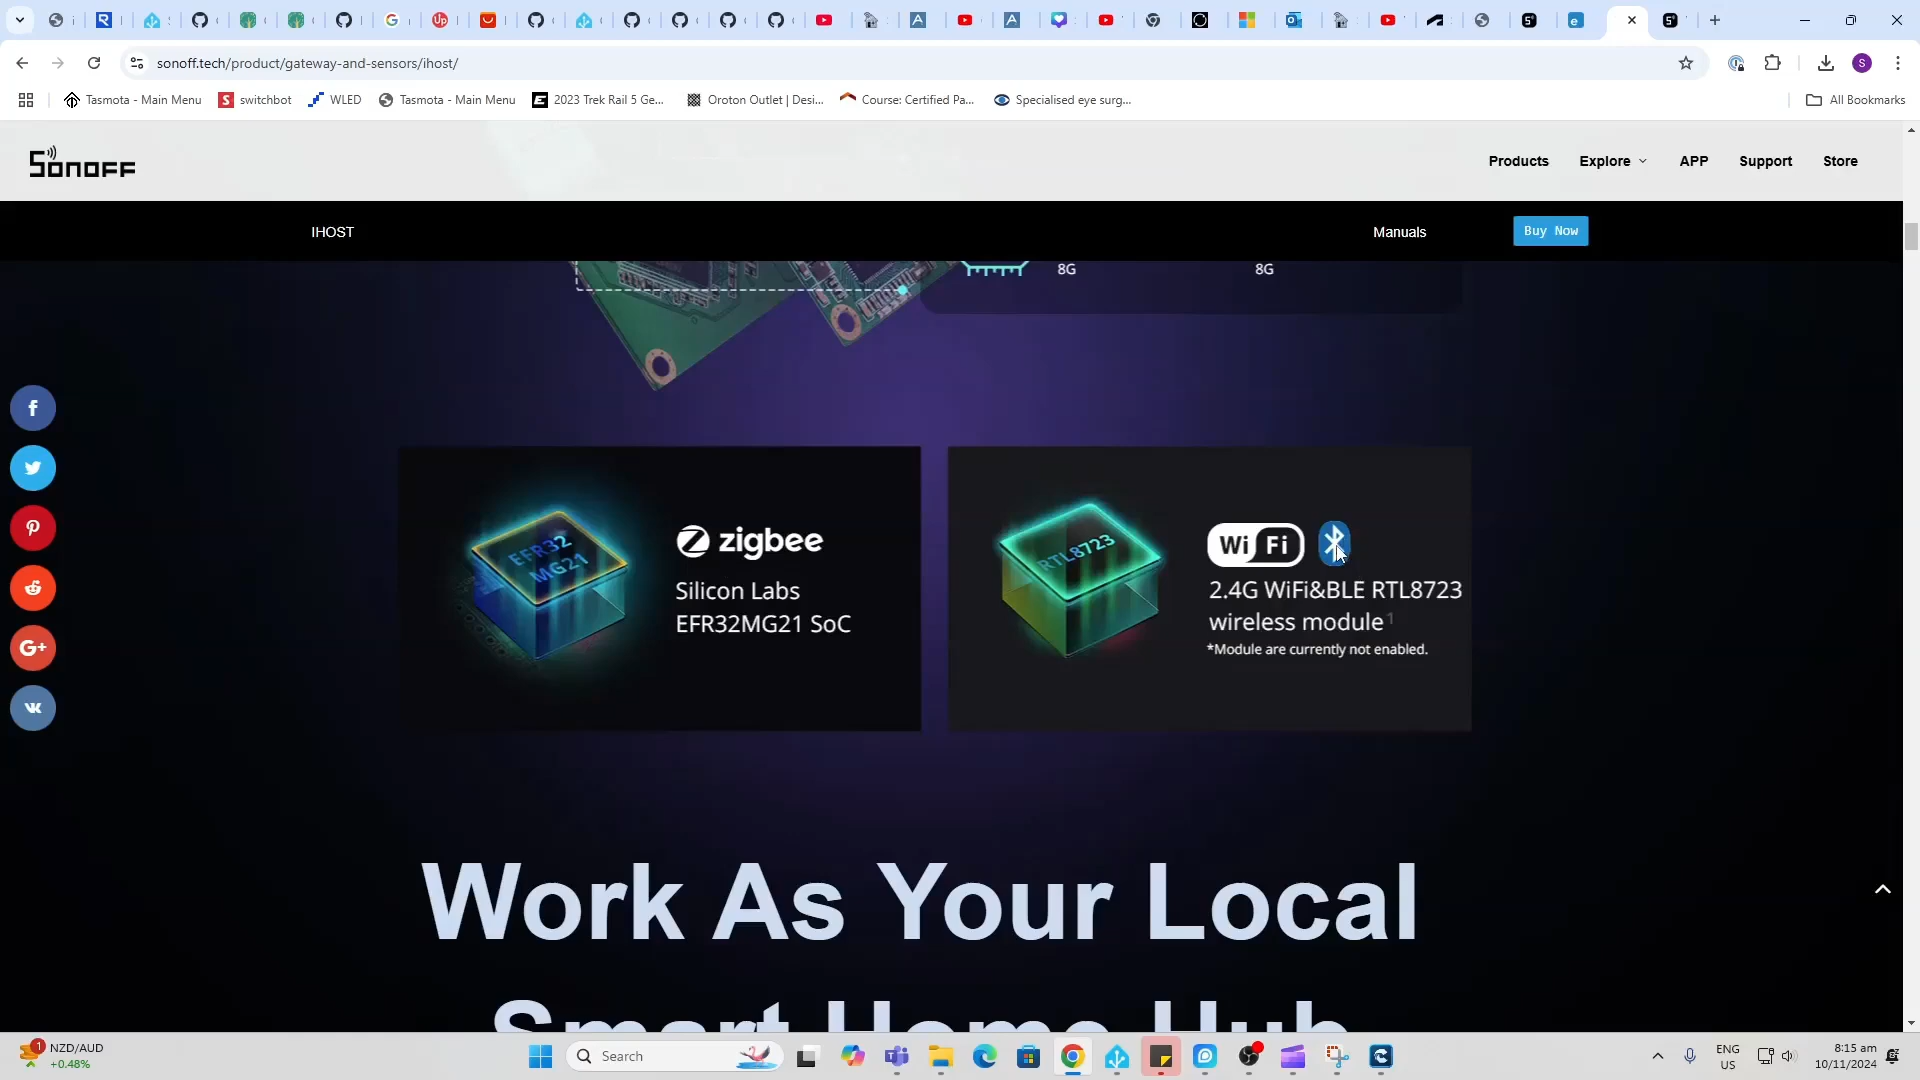 sonoff.tech/product/gateway-and-sensors/ihost/
Tasmota - Main Menu
switchbot
WLED
Tasmota - Main Menu
2023 Trek Rail 5 Ge...
Oroton Outlet | Desi...
Course: Certified Pa...
Specialised eye surg...
All Bookmarks
SONOFF
Products
Explore
APP
Support
Store
IHOST
Manuals
Buy Now
8G
8G
EFR32
MG21
zigbee
Silicon Labs
EFR32MG21 SoC
RTL8723
Wi Fi
2.4G WiFi&BLE RTL8723
wireless module1
*Module are currently not enabled.
Work As Your Local
Smart Home Hub
NZD/AUD
+0.48%
Search
ENG
US
8:15 am
10/11/2024